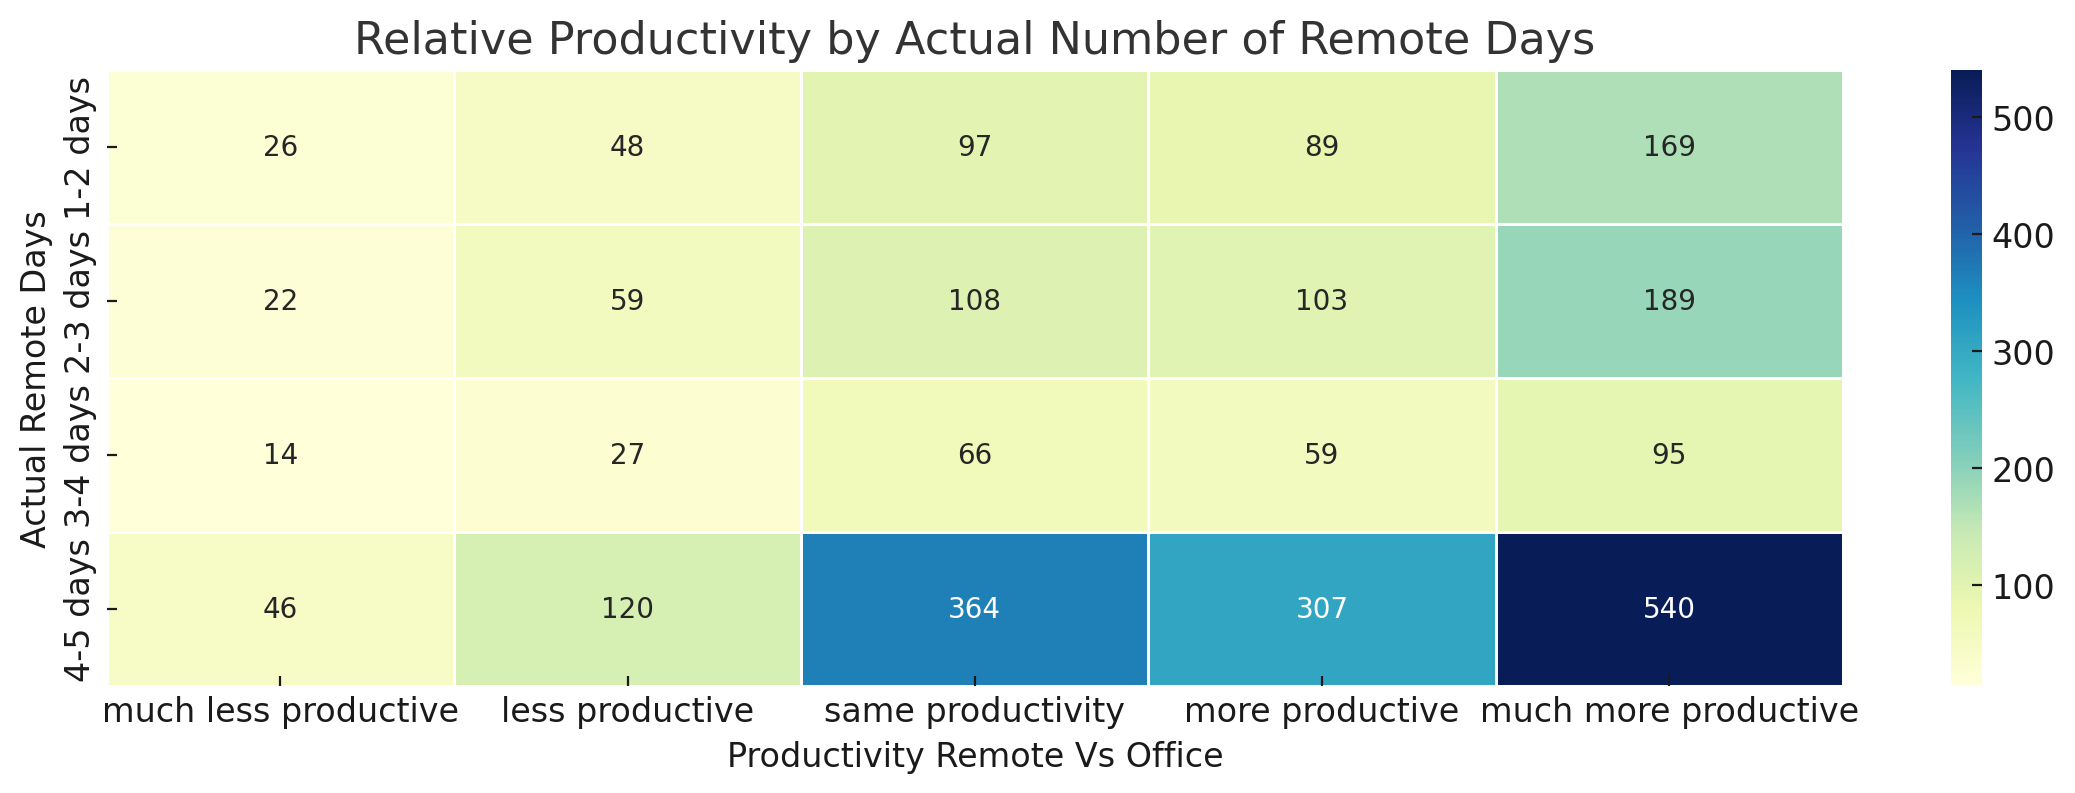 Relative Productivity by Actual Number of Remote Days
Actual Remote Days
1-2 days
26 48 97 89 169
2-3 days
22 59 108 103 189
3-4 days
14 27 66 59 95
4-5 days
46 120 364 307 540
much less productive less productive same productivity more productive much more productive
Productivity Remote Vs Office
500
400
300
200
100